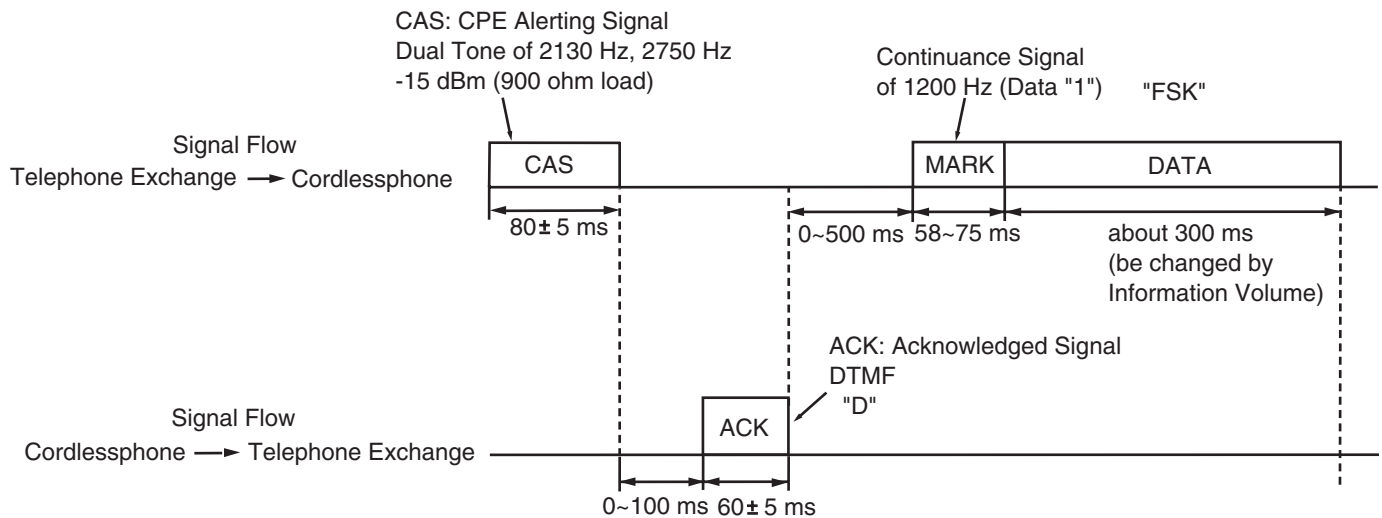 CAS: CPE Alerting Signal
Dual Tone of 2130 Hz, 2750 Hz
-15 dBm (900 ohm load)
Continuance Signal
of 1200 Hz (Data "1")
"FSK"
Signal Flow
Telephone Exchange → Cordlessphone
CAS
MARK
DATA
80± 5 ms
0~500 ms
58~75 ms
about 300 ms
(be changed by
Information Volume)
ACK: Acknowledged Signal
DTMF
"D"
Signal Flow
Cordlessphone → Telephone Exchange
ACK
0~100 ms
60± 5 ms